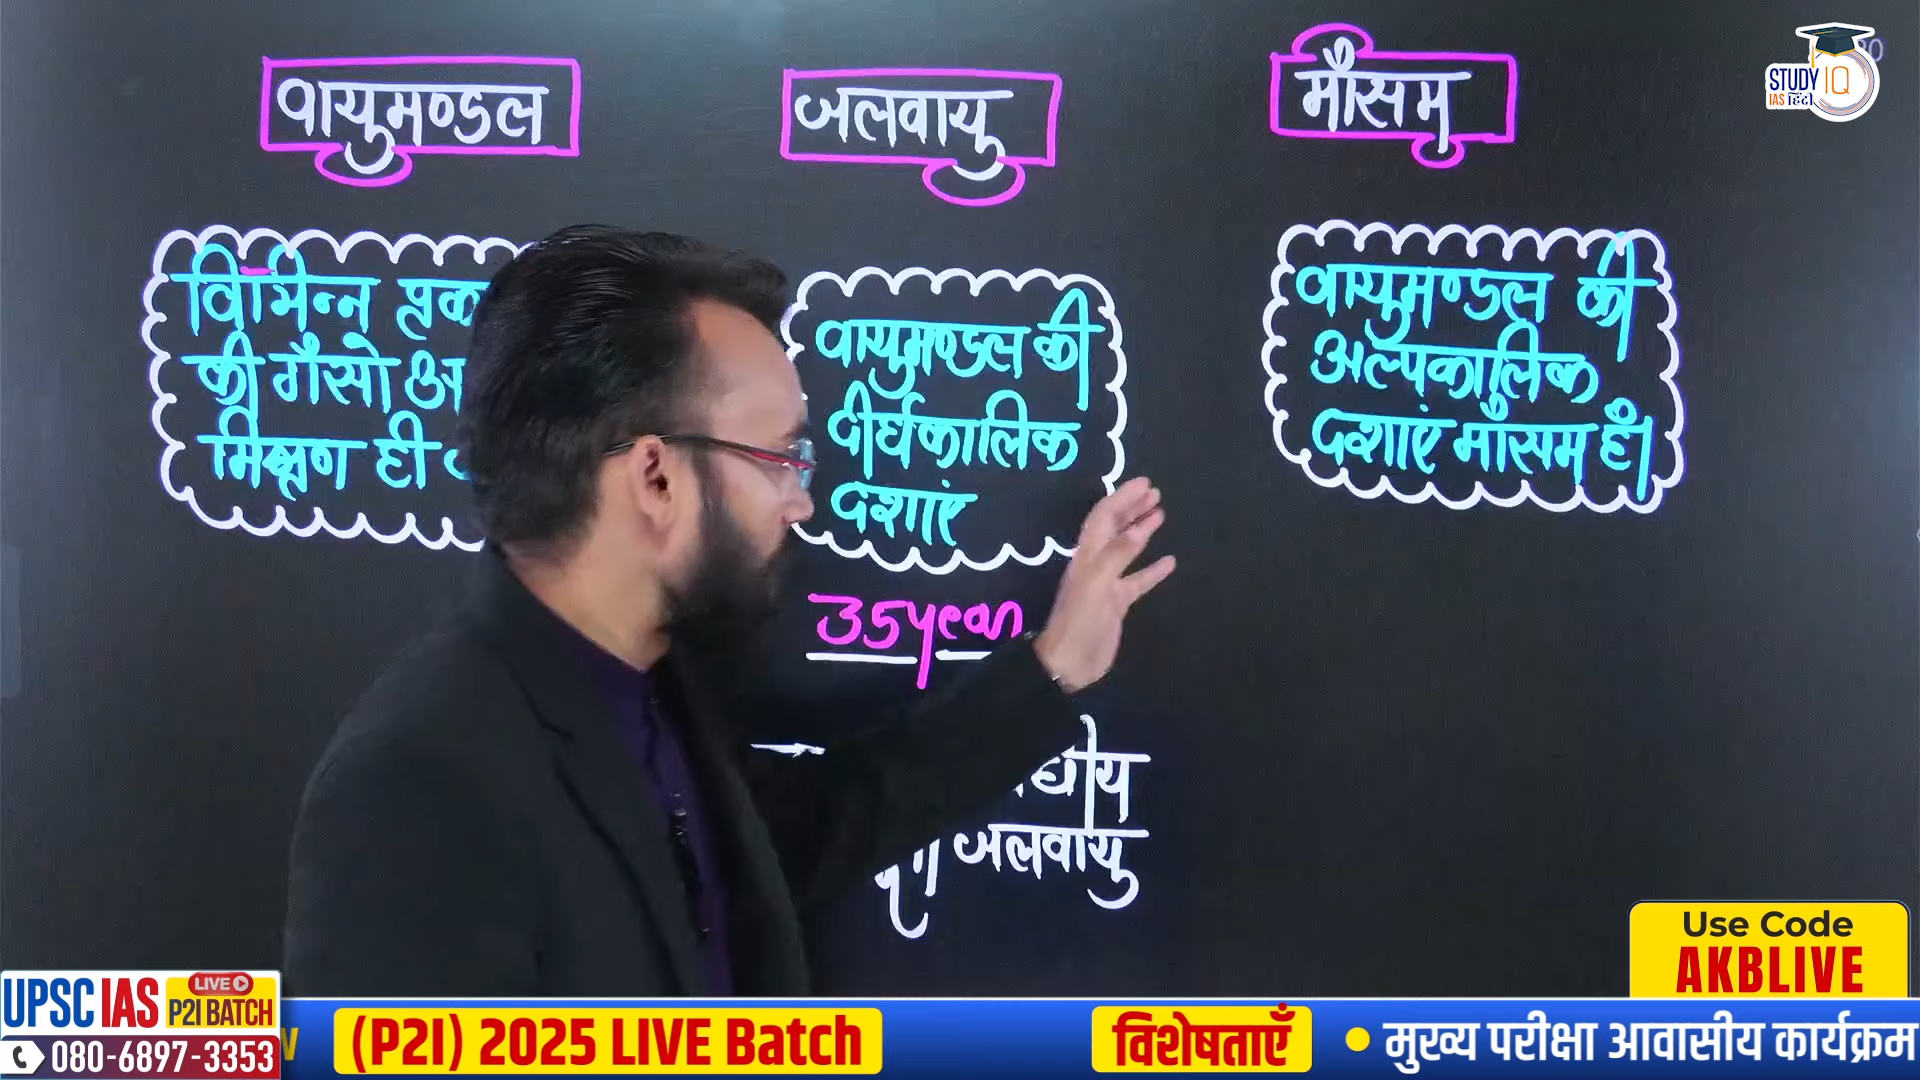 वायुमण्डल
जलवायु
मौसम
STUDY IQ
IAS हिंदी
विभिन्न
की गैसो
मिश्रण ही
वायुमण्डल की
दीर्घकालिक
दशाएं
35 year
जलवायु
वायुमण्डल की
अल्पकालिक
दशाएं मौसम हैं।
Use Code
AKBLIVE
UPSC IAS
LIVE
P2I BATCH
080-6897-3353
(P2I) 2025 LIVE Batch
विशेषताएँ
• मुख्य परीक्षा आवासीय कार्यक्रम